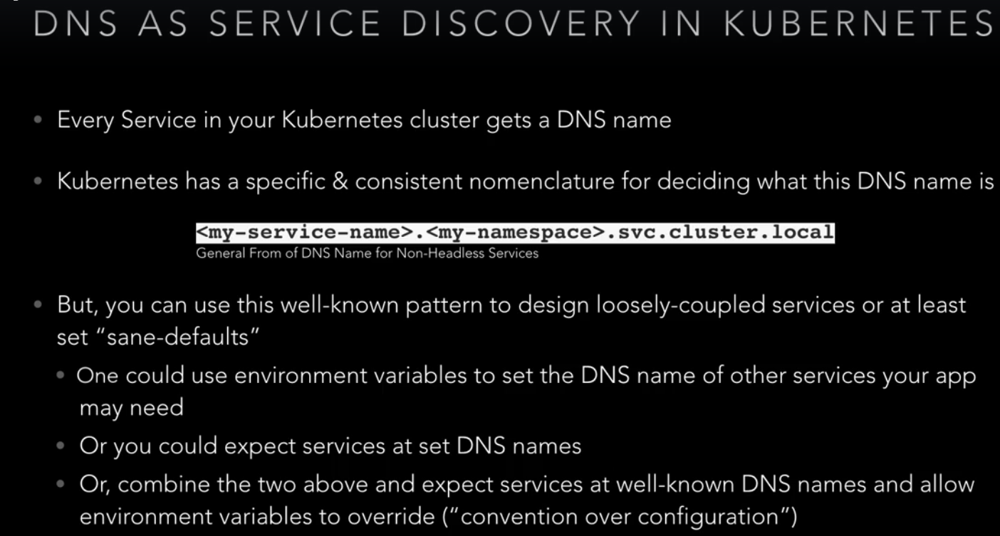 DNS AS SERVICE DISCOVERY IN KUBERNETES
• Every Service in your Kubernetes cluster gets a DNS name
• Kubernetes has a specific & consistent nomenclature for deciding what this DNS name is
<my-service-name>.<my-namespace>.svc.cluster.local
General From of DNS Name for Non-Headless Services
• But, you can use this well-known pattern to design loosely-coupled services or at least
set “sane-defaults”
• One could use environment variables to set the DNS name of other services your app
may need
• Or you could expect services at set DNS names
• Or, combine the two above and expect services at well-known DNS names and allow
environment variables to override (“convention over configuration”)